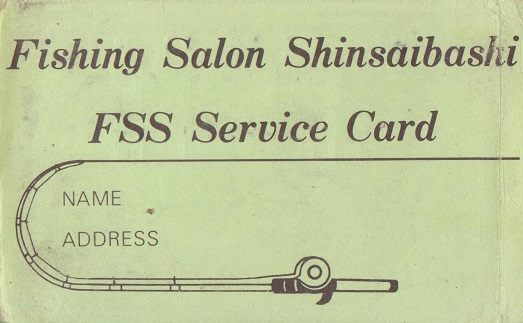 Fishing Salon Shinsaibashi
FSS Service Card
NAME
ADDRESS